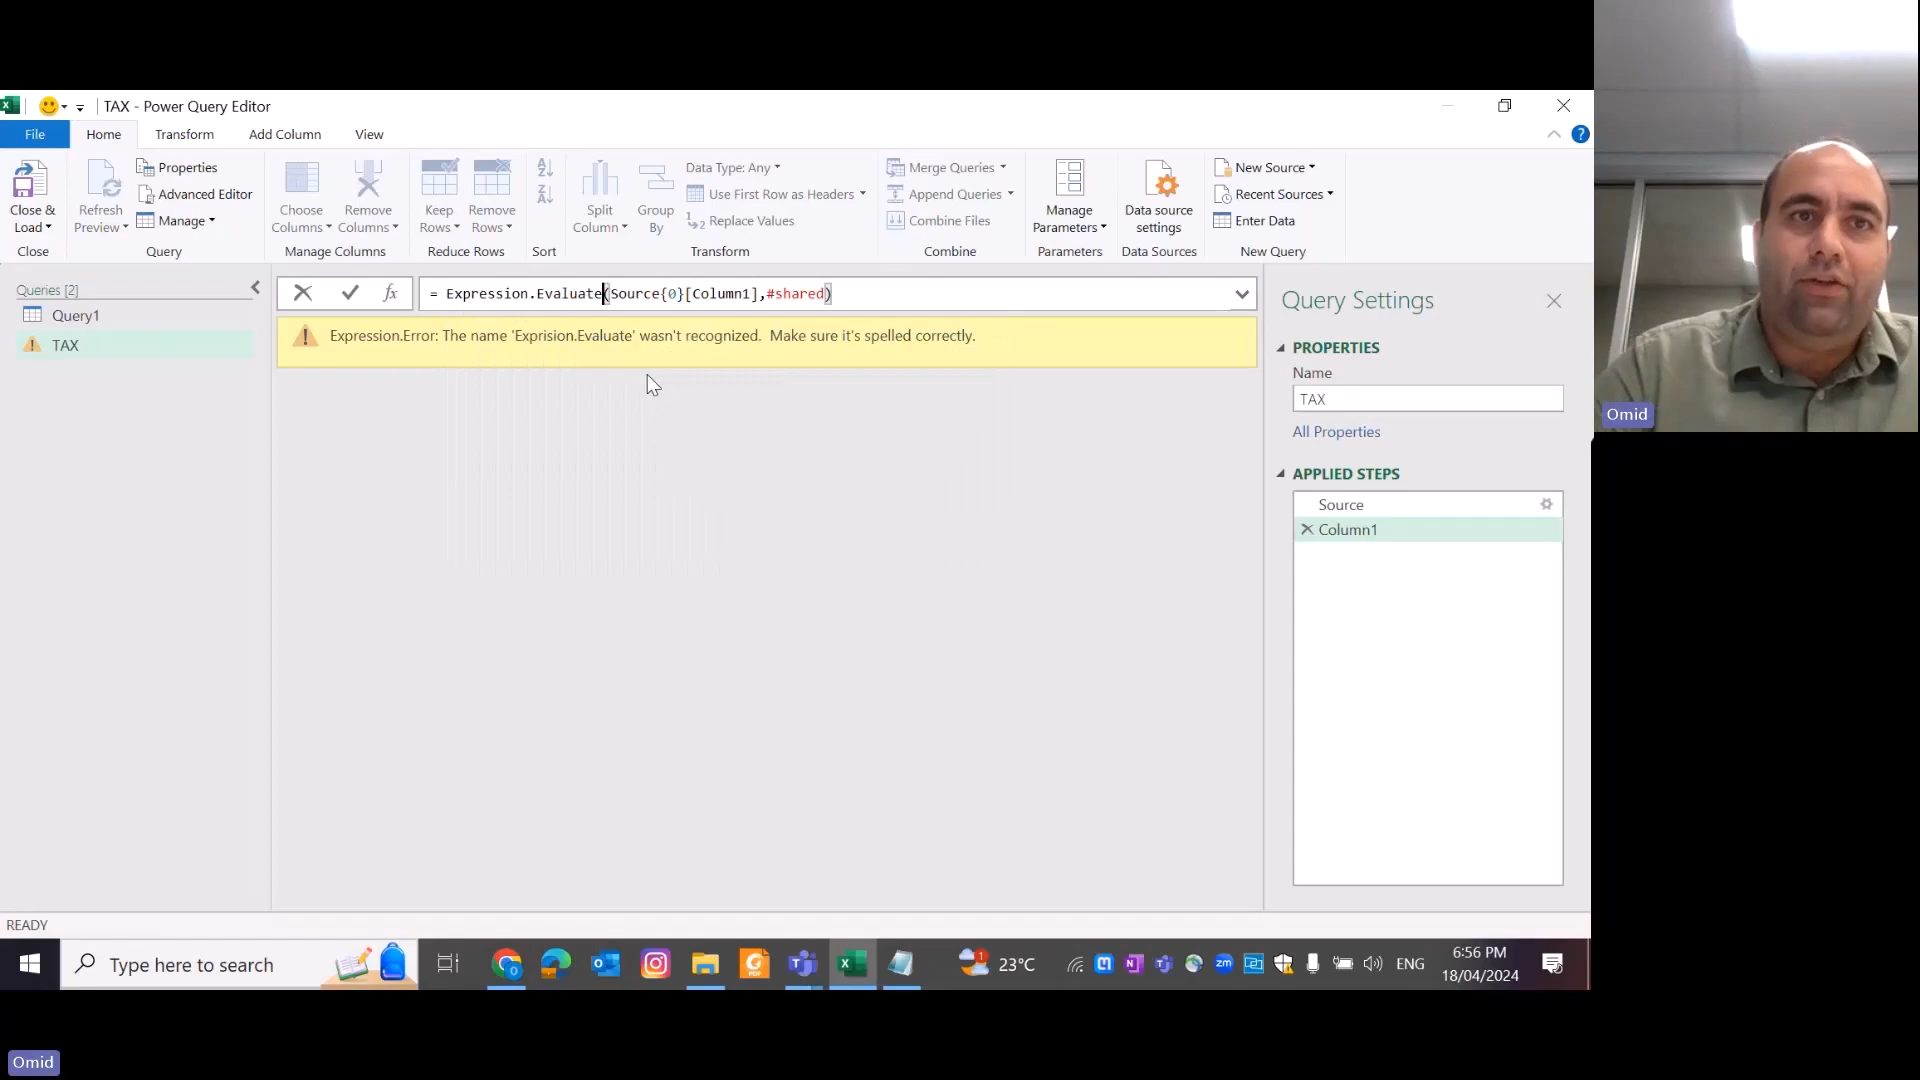 TAX - Power Query Editor
File Home Transform Add Column View
Close & Load
Close
Refresh Preview
Properties
Advanced Editor
Manage
Query
Choose Columns
Remove Columns
Manage Columns
Keep Rows
Remove Rows
Reduce Rows
Sort
Split Column
Group By
Data Type: Any
Use First Row as Headers
Replace Values
Transform
Merge Queries
Append Queries
Combine Files
Combine
Manage Parameters
Parameters
Data source settings
Data Sources
New Source
Recent Sources
Enter Data
New Query
Queries [2]
Query1
TAX
fx
= Expression.Evaluate(Source{0}[Column1],#shared)
Expression.Error: The name 'Exprision.Evaluate' wasn't recognized. Make sure it's spelled correctly.
Query Settings
PROPERTIES
Name
TAX
All Properties
APPLIED STEPS
Source
Column1
READY
Type here to search
23°C
ENG
6:56 PM
18/04/2024
Omid
Omid